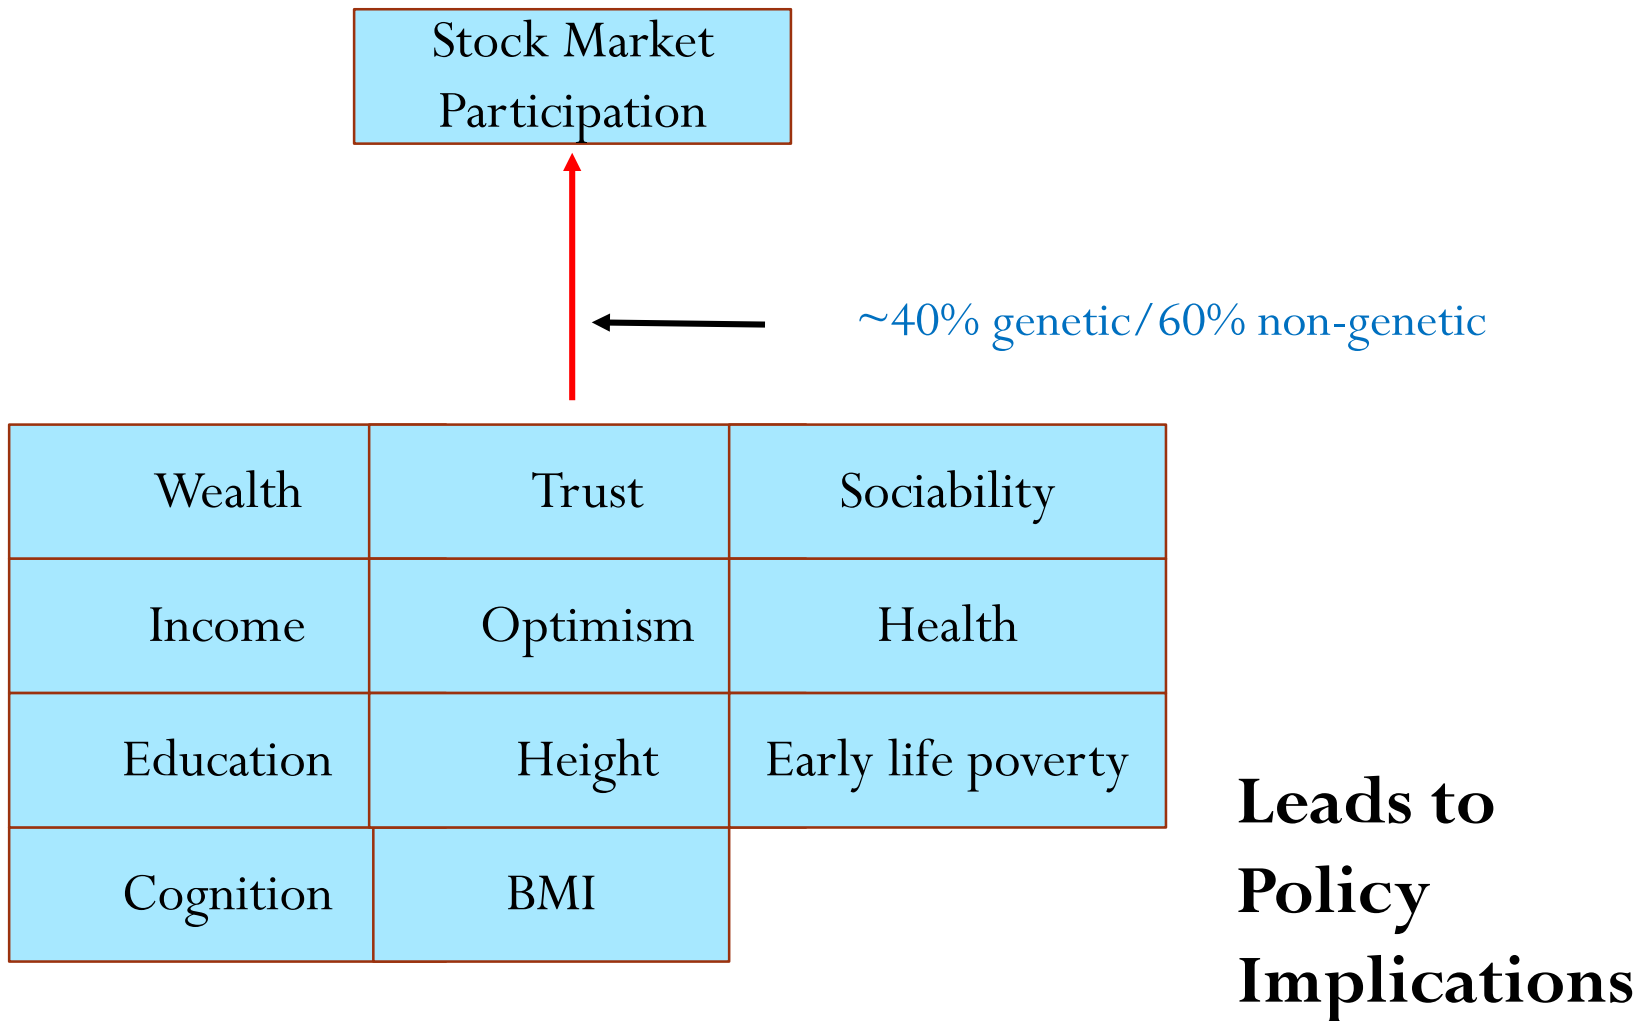 Stock Market
Participation
~40% genetic/60% non-genetic
Wealth
Trust
Sociability
Income
Optimism
Health
Education
Height
Early life poverty
Cognition
BMI
Leads to
Policy
Implications